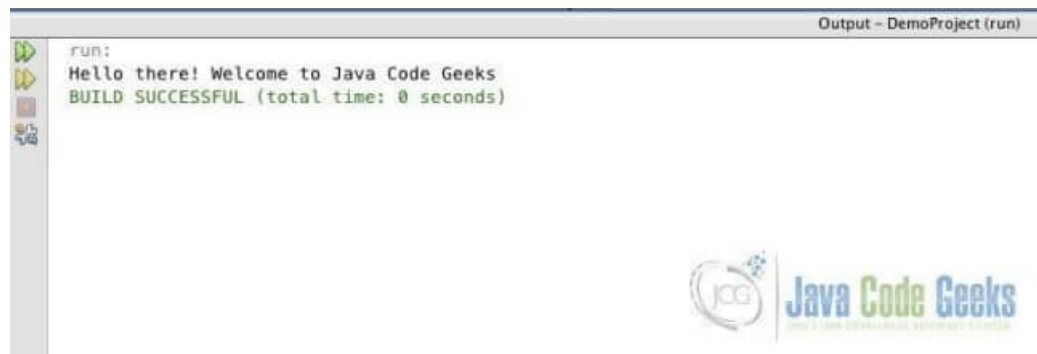 Output - DemoProject (run)
run:
Hello there! Welcome to Java Code Geeks
BUILD SUCCESSFUL (total time: 0 seconds)
JCG
Java Code Geeks